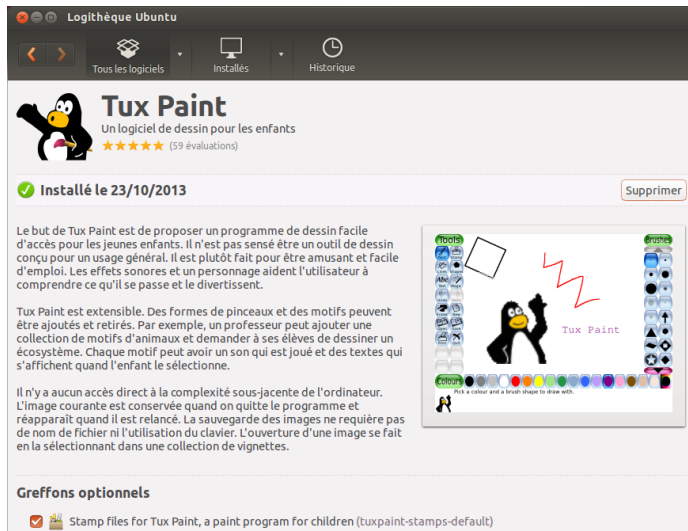 Logithèque Ubuntu
Tous les logiciels
Installés
Historique
Tux Paint
Un logiciel de dessin pour les enfants
(59 évaluations)
Installé le 23/10/2013
Supprimer
Le but de Tux Paint est de proposer un programme de dessin facile
d'accès pour les jeunes enfants. Il n'est pas sensé être un outil de dessin
conçu pour un usage général. Il est plutôt fait pour être amusant et facile
d'emploi. Les effets sonores et un personnage aident l'utilisateur à
comprendre ce qu'il se passe et le divertissent.
Tux Paint est extensible. Des formes de pinceaux et des motifs peuvent
être ajoutés et retirés. Par exemple, un professeur peut ajouter une
collection de motifs d'animaux et demander à ses élèves de dessiner un
écosystème. Chaque motif peut avoir un son qui est joué et des textes qui
s'affichent quand l'enfant le sélectionne.
Il n'y a aucun accès direct à la complexité sous-jacente de l'ordinateur.
L'image courante est conservée quand on quitte le programme et
réapparaît quand il est relancé. La sauvegarde des images ne requière pas
de nom de fichier ni l'utilisation du clavier. L'ouverture d'une image se fait
en la sélectionnant dans une collection de vignettes.
Tools
Brushes
Tux Paint
Colours
Pick a colour and a brush shape to draw with.
Greffons optionnels
Stamp files for Tux Paint, a paint program for children (tuxpaint-stamps-default)